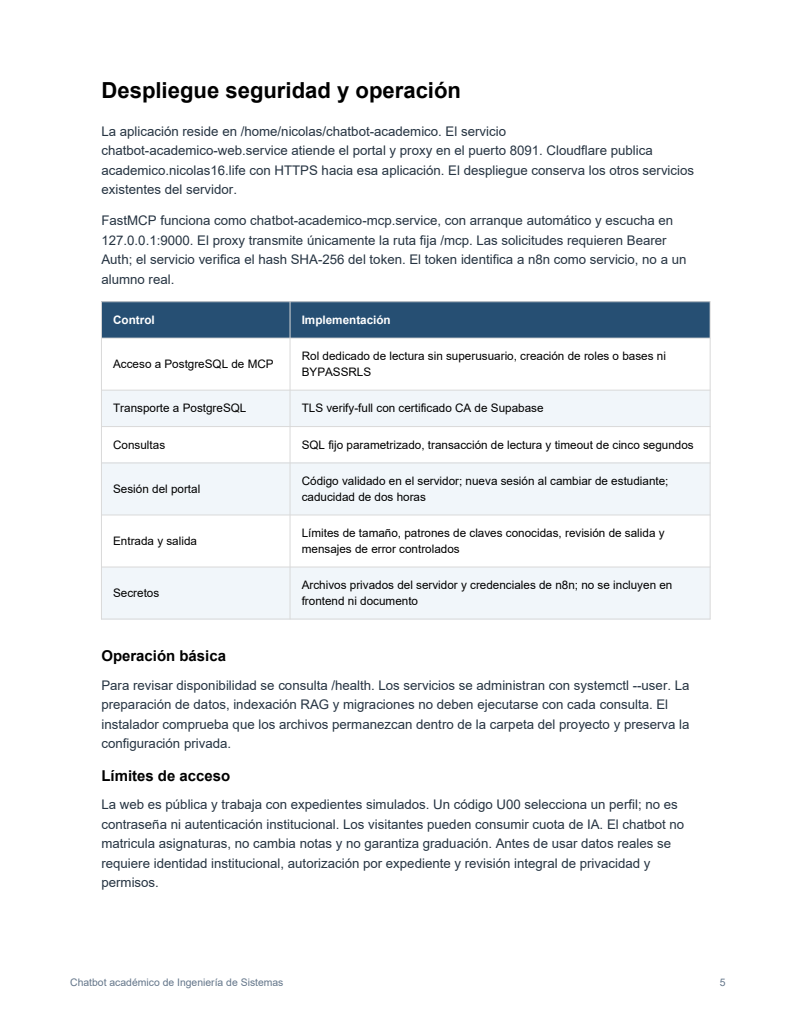 Despliegue seguridad y operación
La aplicación reside en /home/nicolas/chatbot-academico. El servicio
chatbot-academico-web.service atiende el portal y proxy en el puerto 8091. Cloudflare publica
academico.nicolas16.life con HTTPS hacia esa aplicación. El despliegue conserva los otros servicios
existentes del servidor.
FastMCP funciona como chatbot-academico-mcp.service, con arranque automático y escucha en
127.0.0.1:9000. El proxy transmite únicamente la ruta fija /mcp. Las solicitudes requieren Bearer
Auth; el servicio verifica el hash SHA-256 del token. El token identifica a n8n como servicio, no a un
alumno real.
Control Implementación
Acceso a PostgreSQL de MCP Rol dedicado de lectura sin superusuario, creación de roles o bases ni
BYPASSRLS
Transporte a PostgreSQL TLS verify-full con certificado CA de Supabase
Consultas SQL fijo parametrizado, transacción de lectura y timeout de cinco segundos
Sesión del portal Código validado en el servidor; nueva sesión al cambiar de estudiante;
caducidad de dos horas
Entrada y salida Límites de tamaño, patrones de claves conocidas, revisión de salida y
mensajes de error controlados
Secretos Archivos privados del servidor y credenciales de n8n; no se incluyen en
frontend ni documento
Operación básica
Para revisar disponibilidad se consulta /health. Los servicios se administran con systemctl --user. La
preparación de datos, indexación RAG y migraciones no deben ejecutarse con cada consulta. El
instalador comprueba que los archivos permanezcan dentro de la carpeta del proyecto y preserva la
configuración privada.
Límites de acceso
La web es pública y trabaja con expedientes simulados. Un código U00 selecciona un perfil; no es
contraseña ni autenticación institucional. Los visitantes pueden consumir cuota de IA. El chatbot no
matricula asignaturas, no cambia notas y no garantiza graduación. Antes de usar datos reales se
requiere identidad institucional, autorización por expediente y revisión integral de privacidad y
permisos.
Chatbot académico de Ingeniería de Sistemas 5